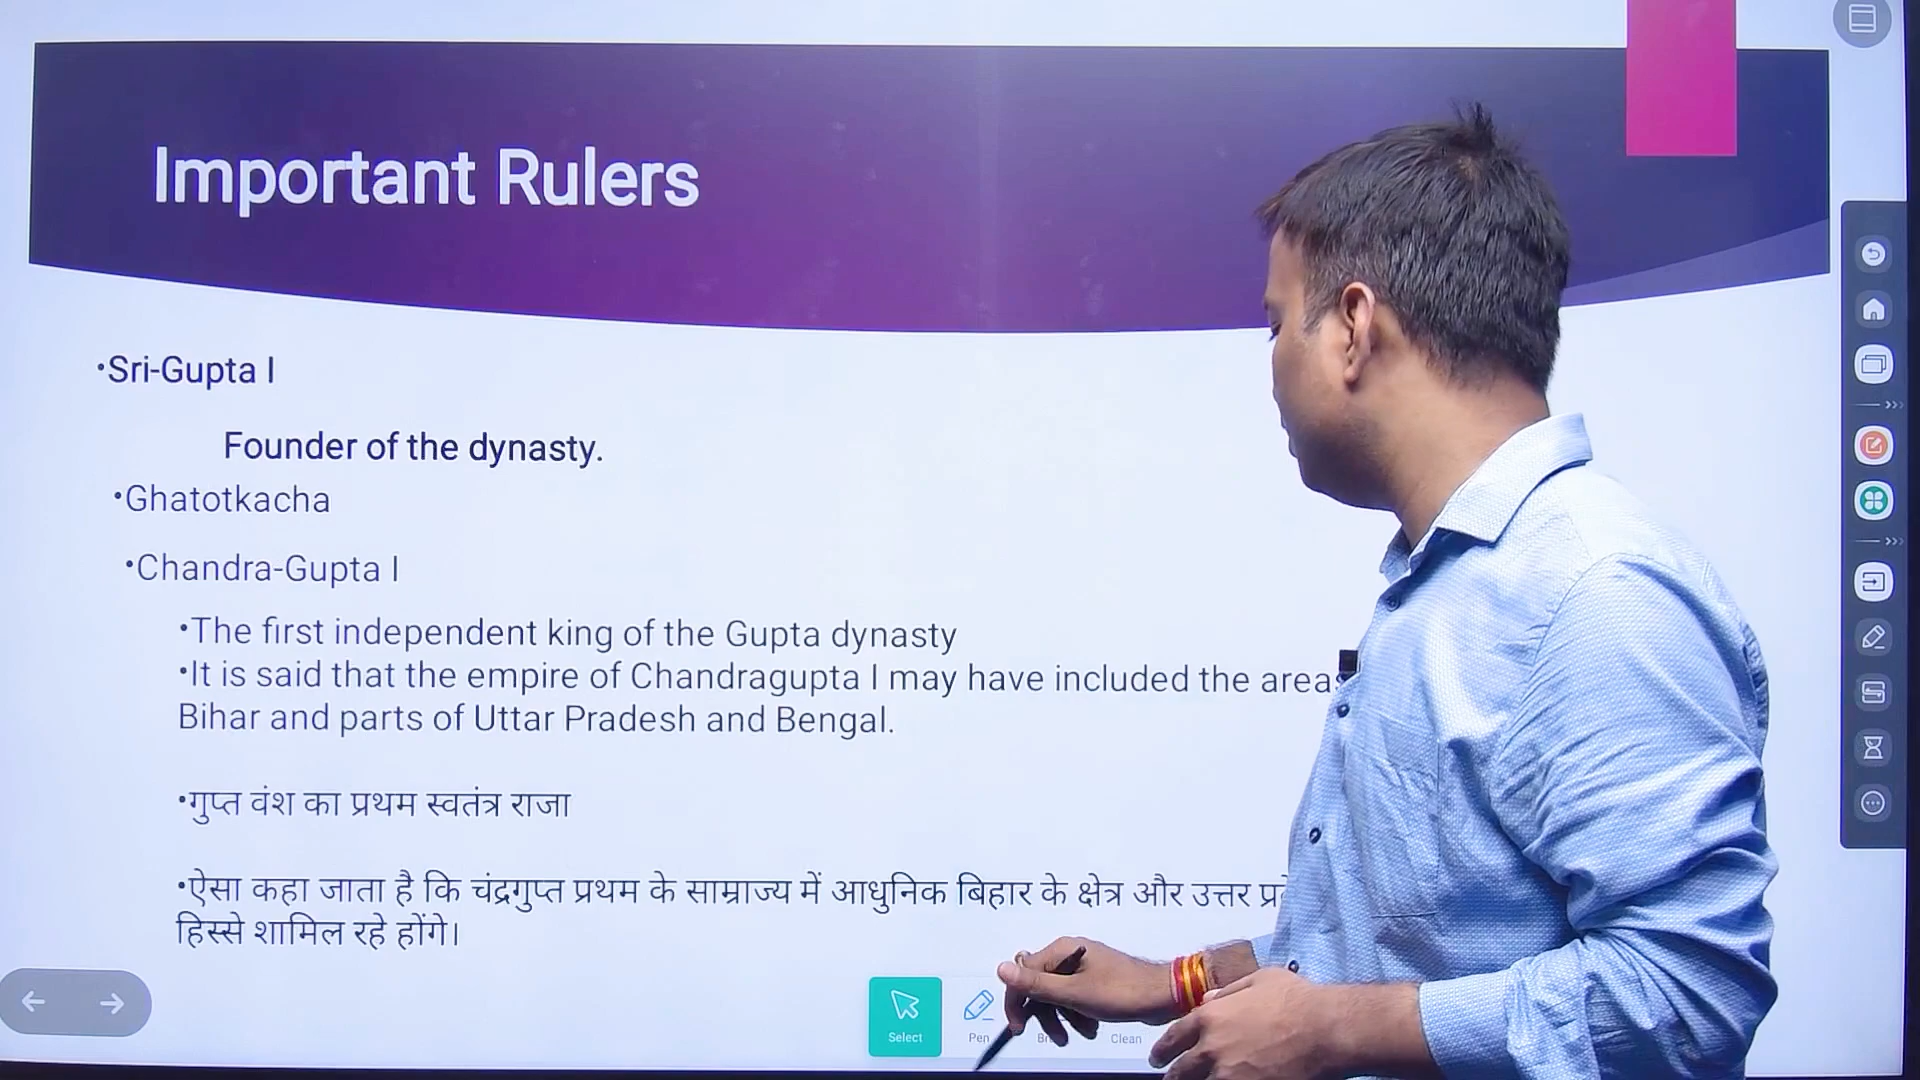 Important Rulers
•Sri-Gupta I
Founder of the dynasty.
•Ghatotkacha
•Chandra-Gupta I
•The first independent king of the Gupta dynasty
•It is said that the empire of Chandragupta I may have included the areas
Bihar and parts of Uttar Pradesh and Bengal.
•गुप्त वंश का प्रथम स्वतंत्र राजा
•ऐसा कहा जाता है कि चंद्रगुप्त प्रथम के साम्राज्य में आधुनिक बिहार के क्षेत्र और उत्तर
हिस्से शामिल रहे होंगे।
Select Pen Clean